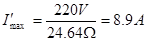 I′max = 220V / 24.64Ω = 8.9A